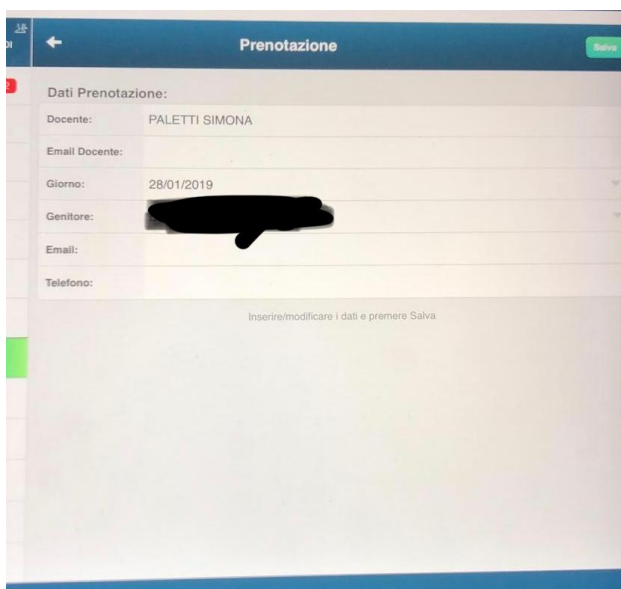 Prenotazione
Salva
Dati Prenotazione:
Docente: PALETTI SIMONA
Email Docente:
Giorno: 28/01/2019
Genitore:
Email:
Telefono:
Inserire/modificare i dati e premere Salva